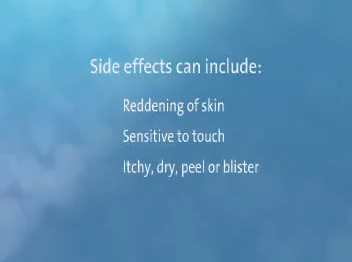 Side effects can include:
Reddening of skin
Sensitive to touch
Itchy, dry, peel or blister